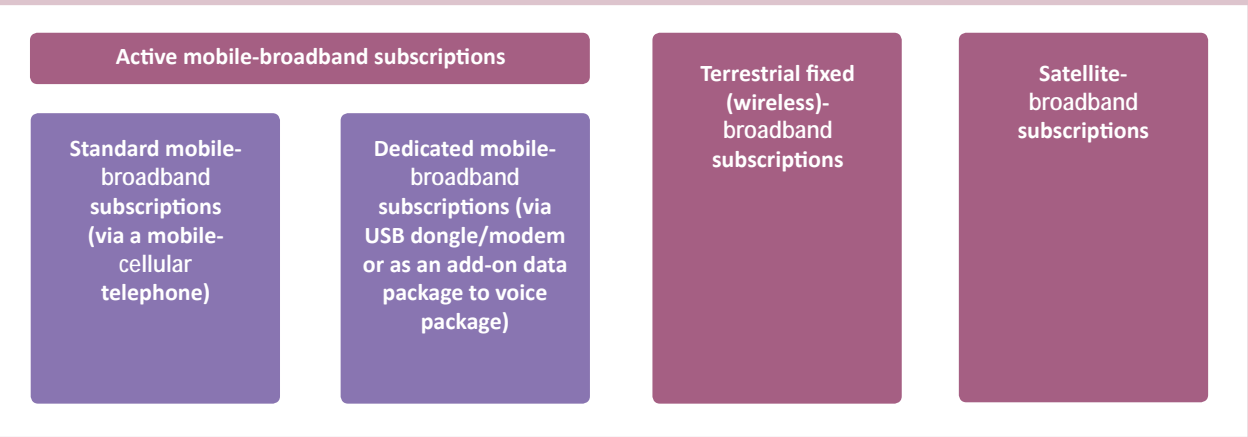 Active mobile-broadband subscriptions
Standard mobile-
broadband
subscriptions
(via a mobile-
cellular
telephone)
Dedicated mobile-
broadband
subscriptions (via
USB dongle/modem
or as an add-on data
package to voice
package)
Terrestrial fixed
(wireless)-
broadband
subscriptions
Satellite-
broadband
subscriptions